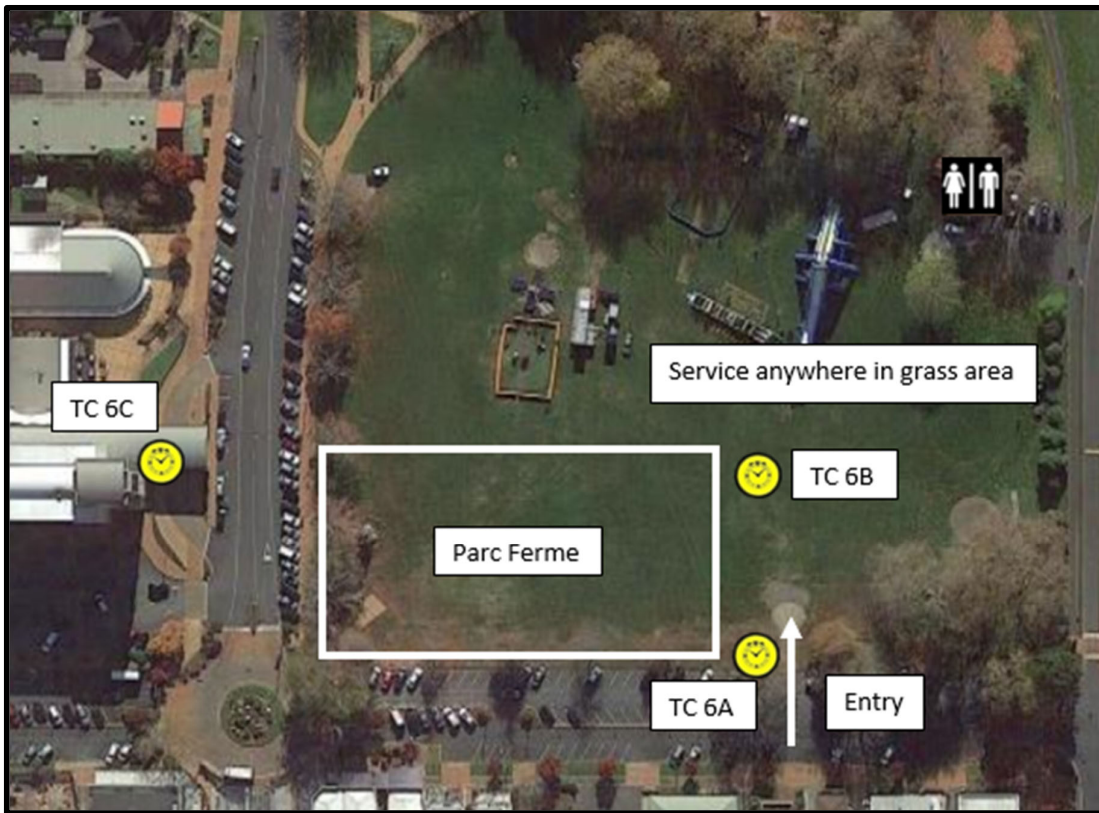 Service anywhere in grass area
TC 6C
TC 6B
Parc Ferme
TC 6A
Entry